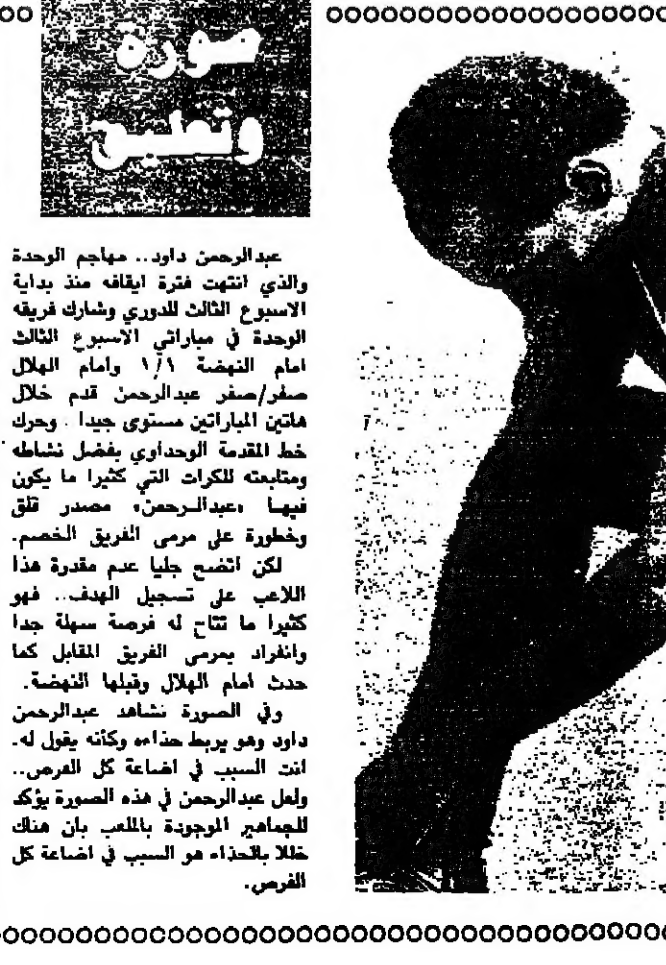 صورة
وتعليق
عبدالرحمن داود.. مهاجم الوحدة
والذي انتهت فترة ايقافه منذ بداية
الاسبوع الثالث للدوري وشارك فريقه
الوحدة في مباراتي الاسبوع الثالث
امام النهضة ١/١ وامام الهلال
صفر/صفر عبدالرحمن قدم خلال
هاتين المباراتين مستوى جيدا . وحرك
خط المقدمة الوحداوي بفضل نشاطه
ومتابعته للكرات التي كثيرا ما يكون
فيها «عبدالرحمن» مصدر قلق
وخطورة على مرمى الفريق الخصم.
لكن اتضح جليا عدم مقدرة هذا
اللاعب على تسجيل الهدف.. فهو
كثيرا ما تتاح له فرصة سهلة جدا
وانفراد بمرمى الفريق المقابل كما
حدث امام الهلال وقبلها النهضة.
وفي الصورة نشاهد عبدالرحمن
داود وهو يربط حذاءه وكأنه يقول له.
انت السبب في اضاعة كل الفرص..
ولعل عبدالرحمن في هذه الصورة يؤكد
للجماهير الموجودة بالملعب بان هناك
خللا بالحذاء هو السبب في اضاعة كل
الفرص.